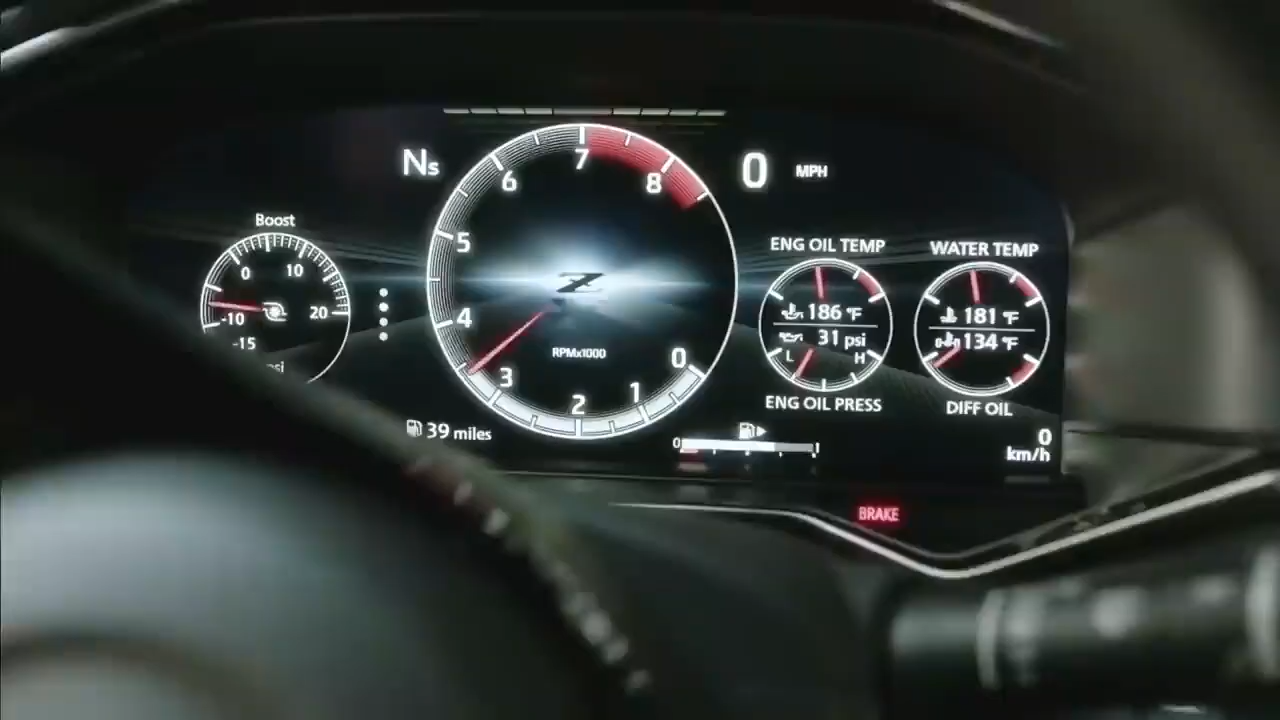 Ns
0 MPH
7
6
8
5
4
3
2
1
0
RPMx1000
Z
Boost
0
10
-10
20
-15
ENG OIL TEMP
186 °F
31 psi
L
H
ENG OIL PRESS
WATER TEMP
181 °F
134 °F
DIFF OIL
39 miles
0
1
0
km/h
BRAKE